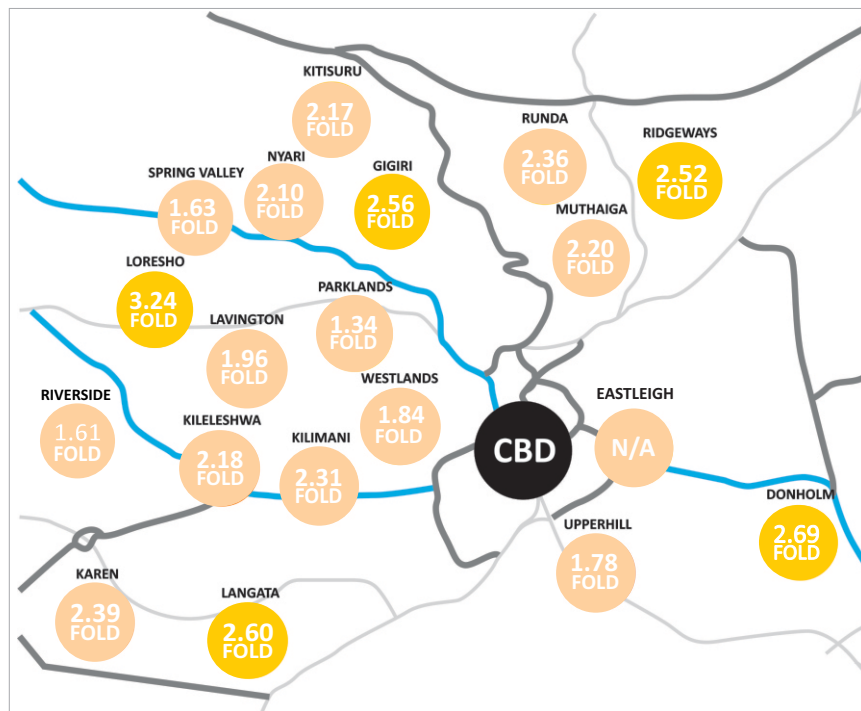 KITISURU
2.17
FOLD
RUNDA
2.36
FOLD
RIDGEWAYS
2.52
FOLD
NYARI
2.10
FOLD
GIGIRI
2.56
FOLD
SPRING VALLEY
1.63
FOLD
MUTHAIGA
2.20
FOLD
LORESHO
3.24
FOLD
PARKLANDS
1.34
FOLD
LAVINGTON
1.96
FOLD
WESTLANDS
1.84
FOLD
RIVERSIDE
1.61
FOLD
KILELESHWA
2.18
FOLD
KILIMANI
2.31
FOLD
CBD
EASTLEIGH
N/A
DONHOLM
2.69
FOLD
UPPERHILL
1.78
FOLD
KAREN
2.39
FOLD
LANGATA
2.60
FOLD